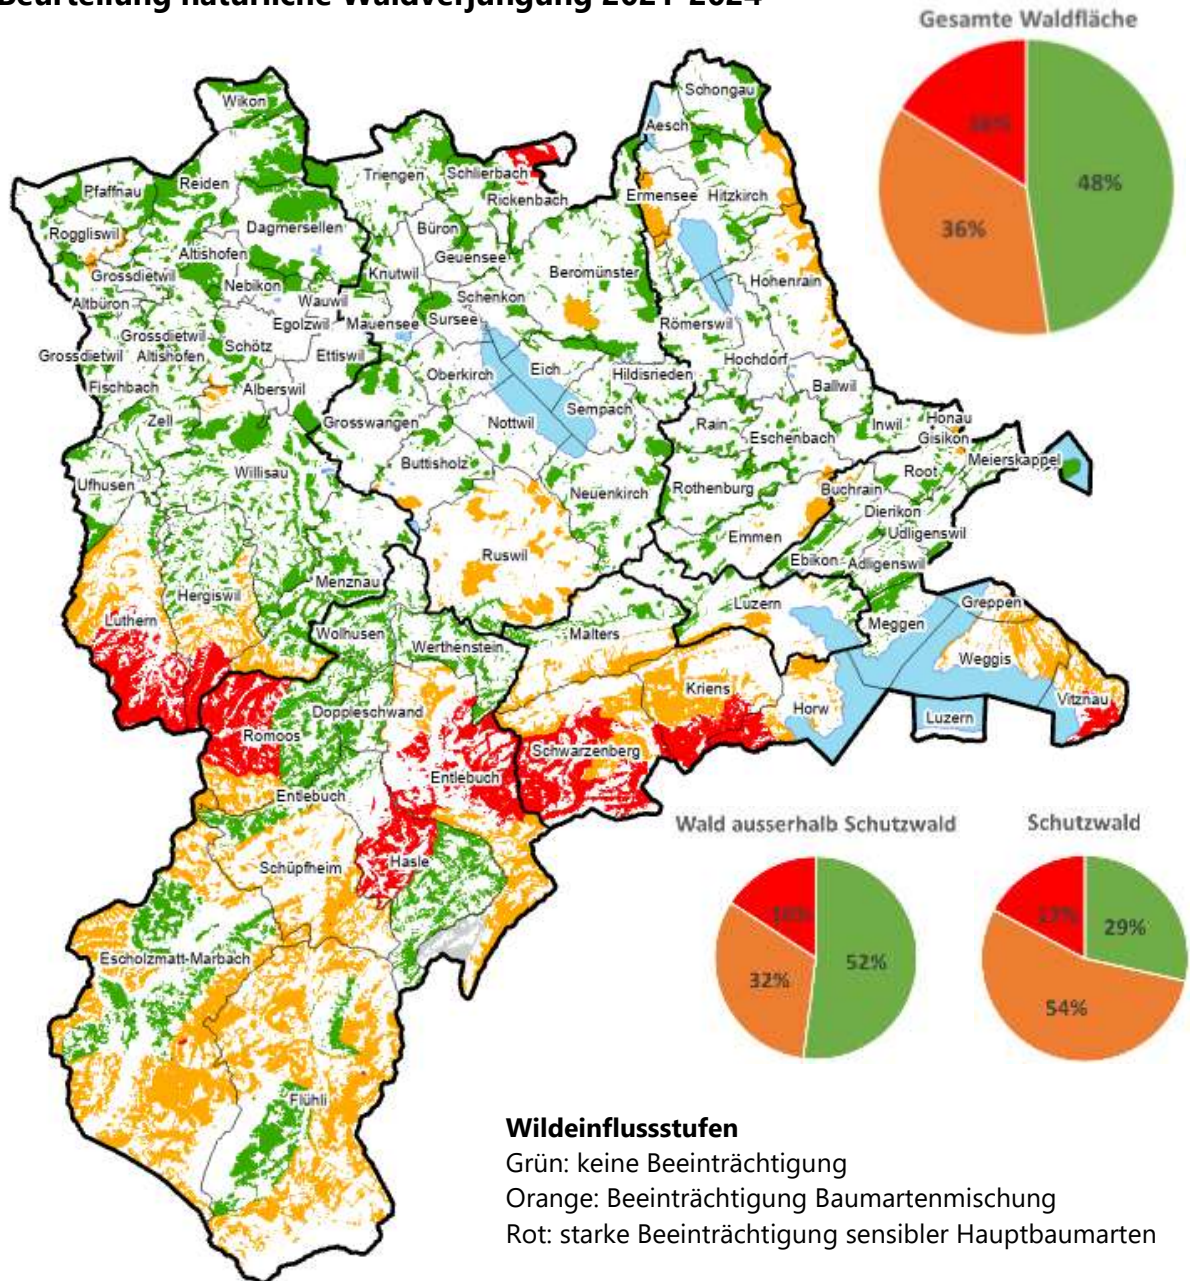 Beurteilung natürliche Waldverjüngung 2021-2024
Gesamte Waldfläche
16%
48%
36%
Wikon
Schongau
Aesch
Pfaffnau
Reiden
Triengen
Schlierbach
Rickenbach
Ermensee
Hitzkirch
Roggliswil
Dagmersellen
Büron
Geuensee
Altishofen
Grossdietwil
Nebikon
Knutwil
Beromünster
Hohenrain
Altbüron
Wauwil
Schenkon
Grossdietwil
Egolzwil
Mauensee
Sursee
Römerswil
Grossdietwil
Altishofen
Schötz
Ettiswil
Hochdorf
Fischbach
Alberswil
Oberkirch
Eich
Hildisrieden
Ballwil
Zell
Grosswangen
Nottwil
Sempach
Rain
Eschenbach
Inwil
Honau
Gisikon
Ufhusen
Willisau
Buttisholz
Neuenkirch
Rothenburg
Buchrain
Root
Meierskappel
Dierikon
Ruswil
Emmen
Udligenswil
Ebikon
Adligenswil
Hergiswil
Menznau
Luthern
Wolhusen
Werthenstein
Malters
Luzern
Meggen
Greppen
Weggis
Doppleschwand
Kriens
Horw
Vitznau
Luzern
Romoos
Schwarzenberg
Entlebuch
Entlebuch
Wald ausserhalb Schutzwald
Schutzwald
Schüpfheim
Hasle
16%
52%
32%
17%
29%
54%
Escholzmatt-Marbach
Flühli
Wildeinflussstufen
Grün: keine Beeinträchtigung
Orange: Beeinträchtigung Baumartenmischung
Rot: starke Beeinträchtigung sensibler Hauptbaumarten